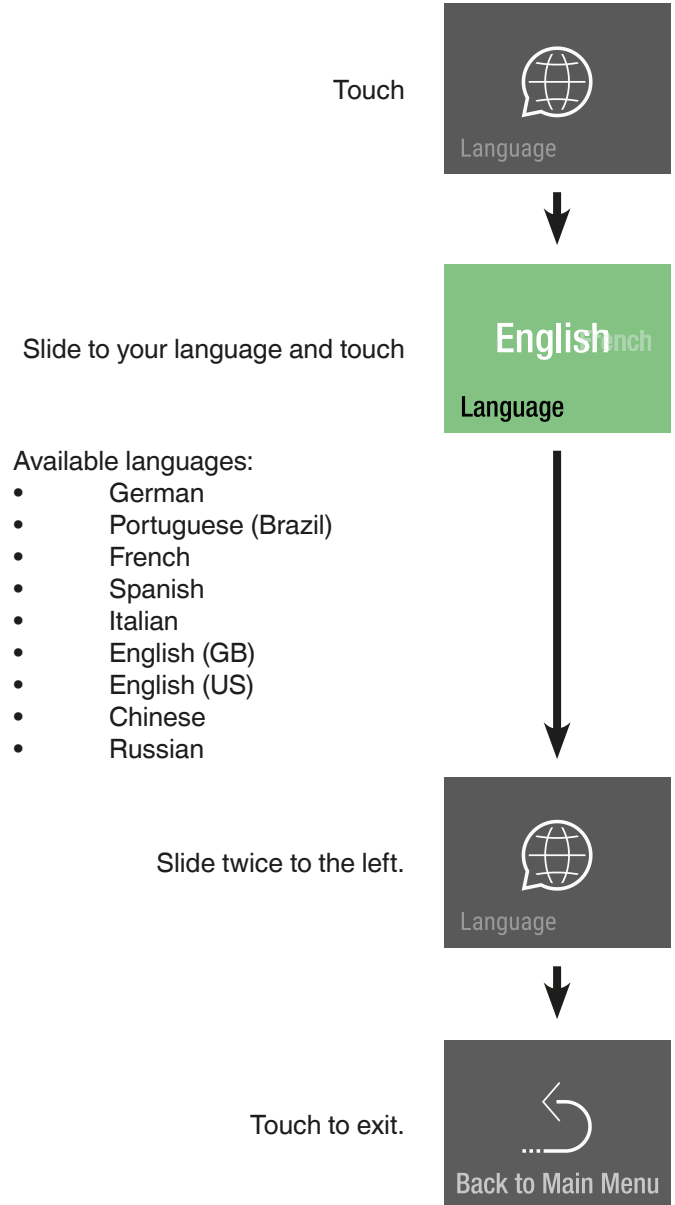 Touch
Language
Slide to your language and touch
English French
Language
Available languages:
• German
• Portuguese (Brazil)
• French
• Spanish
• Italian
• English (GB)
• English (US)
• Chinese
• Russian
Slide twice to the left.
Language
Touch to exit.
Back to Main Menu